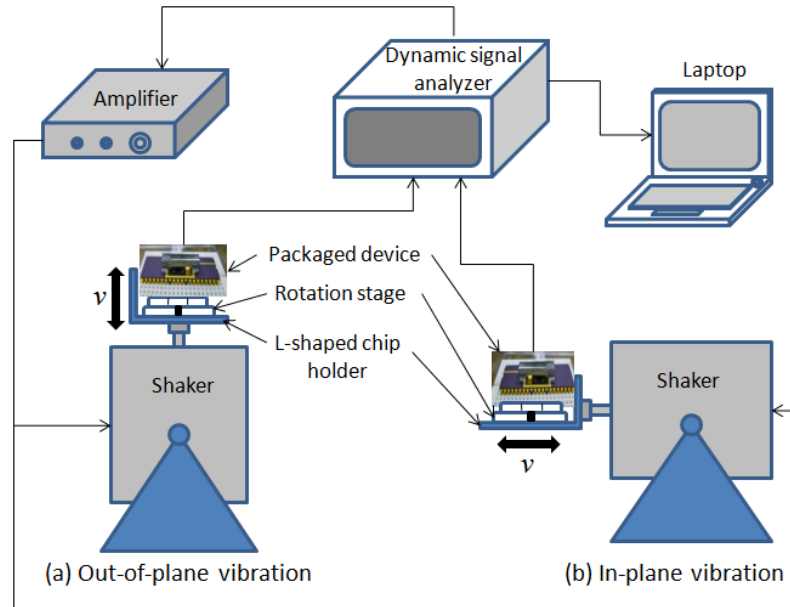 Dynamic signal
analyzer
Amplifier
Laptop
Packaged device
Rotation stage
L-shaped chip
holder
v
Shaker
Shaker
v
(a) Out-of-plane vibration
(b) In-plane vibration